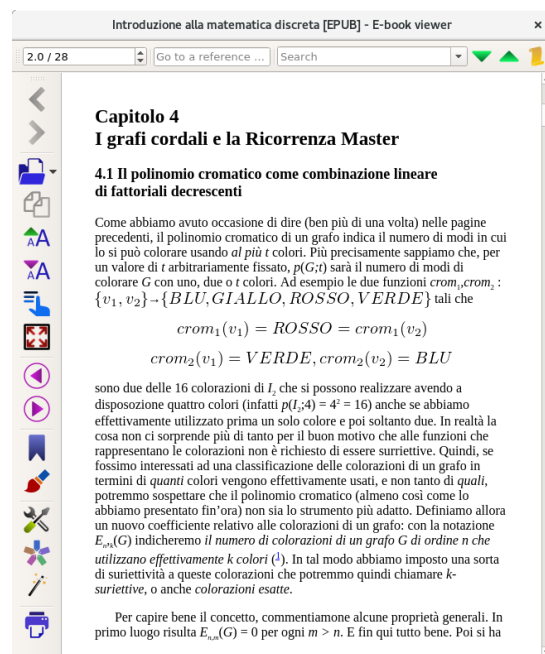 Introduzione alla matematica discreta [EPUB] - E-book viewer
2.0 / 28
Go to a reference ...
Search
Capitolo 4
I grafi cordali e la Ricorrenza Master
4.1 Il polinomio cromatico come combinazione lineare
di fattoriali decrescenti
Come abbiamo avuto occasione di dire (ben più di una volta) nelle pagine
precedenti, il polinomio cromatico di un grafo indica il numero di modi in cui
lo si può colorare usando al più t colori. Più precisamente sappiamo che, per
un valore di t arbitrariamente fissato, p(G;t) sarà il numero di modi di
colorare G con uno, due o t colori. Ad esempio le due funzioni crom₁,crom₂ :
{v₁, v₂}→{BLU, GIALLO, ROSSO, VERDE} tali che
crom₁(v₁) = ROSSO = crom₁(v₂)
crom₂(v₁) = VERDE, crom₂(v₂) = BLU
sono due delle 16 colorazioni di I₂ che si possono realizzare avendo a
disposizione quattro colori (infatti p(I₂;4) = 4² = 16) anche se abbiamo
effettivamente utilizzato prima un solo colore e poi soltanto due. In realtà la
cosa non ci sorprende più di tanto per il buon motivo che alle funzioni che
rappresentano le colorazioni non è richiesto di essere surriettive. Quindi, se
fossimo interessati ad una classificazione delle colorazioni di un grafo in
termini di quanti colori vengono effettivamente usati, e non tanto di quali,
potremmo sospettare che il polinomio cromatico (almeno così come lo
abbiamo presentato fin'ora) non sia lo strumento più adatto. Definiamo allora
un nuovo coefficiente relativo alle colorazioni di un grafo: con la notazione
Eₙ,ₖ(G) indicheremo il numero di colorazioni di un grafo G di ordine n che
utilizzano effettivamente k colori (1). In tal modo abbiamo imposto una sorta
di suriettività a queste colorazioni che potremmo quindi chiamare k-
suriettive, o anche colorazioni esatte.
Per capire bene il concetto, commentiamone alcune proprietà generali. In
primo luogo risulta Eₙ,ₘ(G) = 0 per ogni m > n. E fin qui tutto bene. Poi si ha